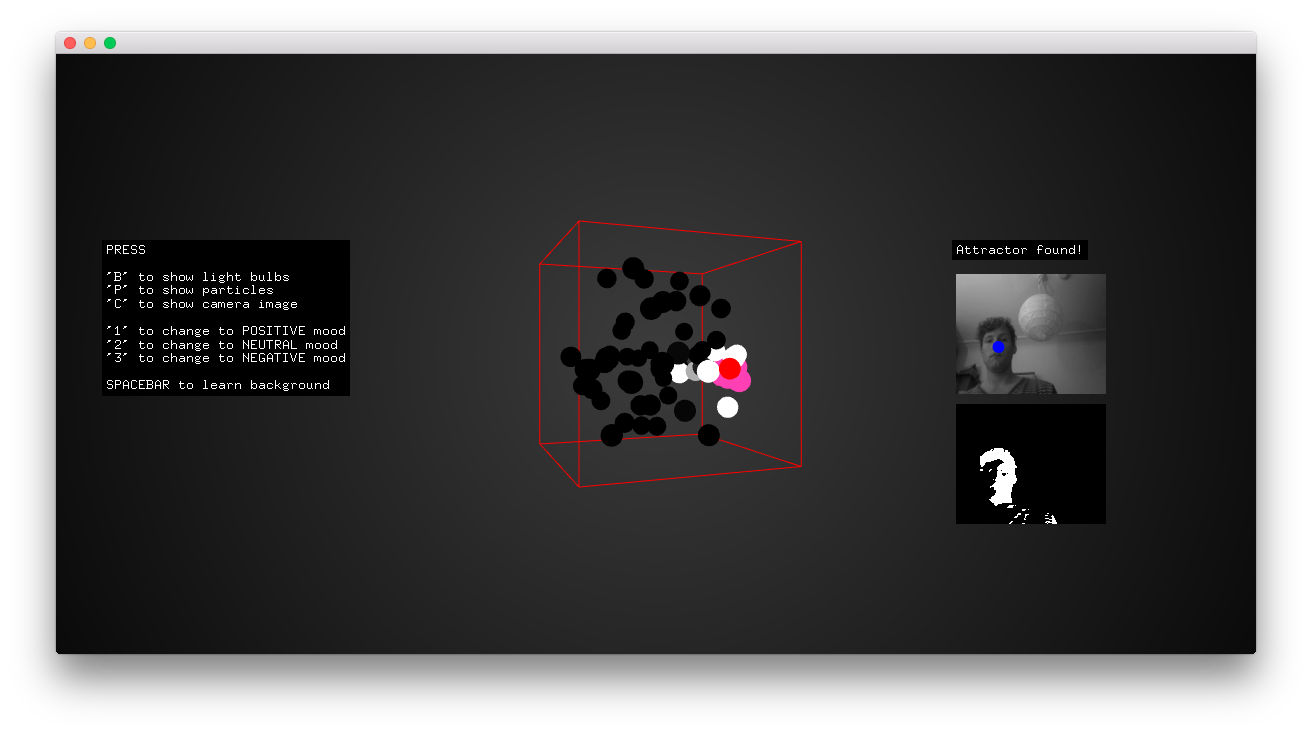 PRESS
"B" to show light bulbs
"P" to show particles
"C" to show camera image
"1" to change to POSITIVE mood
"2" to change to NEUTRAL mood
"3" to change to NEGATIVE mood
SPACEBAR to learn background
Attractor found!